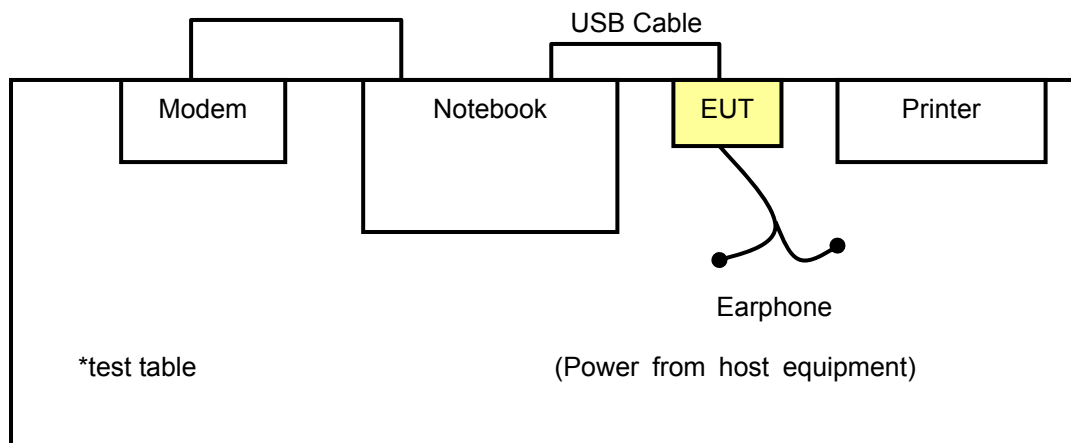 USB Cable
Modem
Notebook
EUT
Printer
Earphone
*test table
(Power from host equipment)